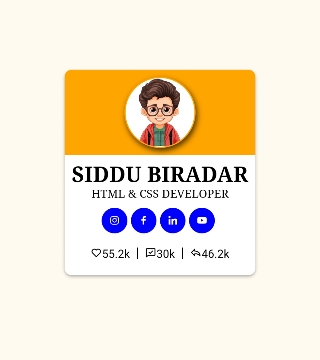 SIDDU BIRADAR
HTML & CSS DEVELOPER
55.2k | 30k | 46.2k